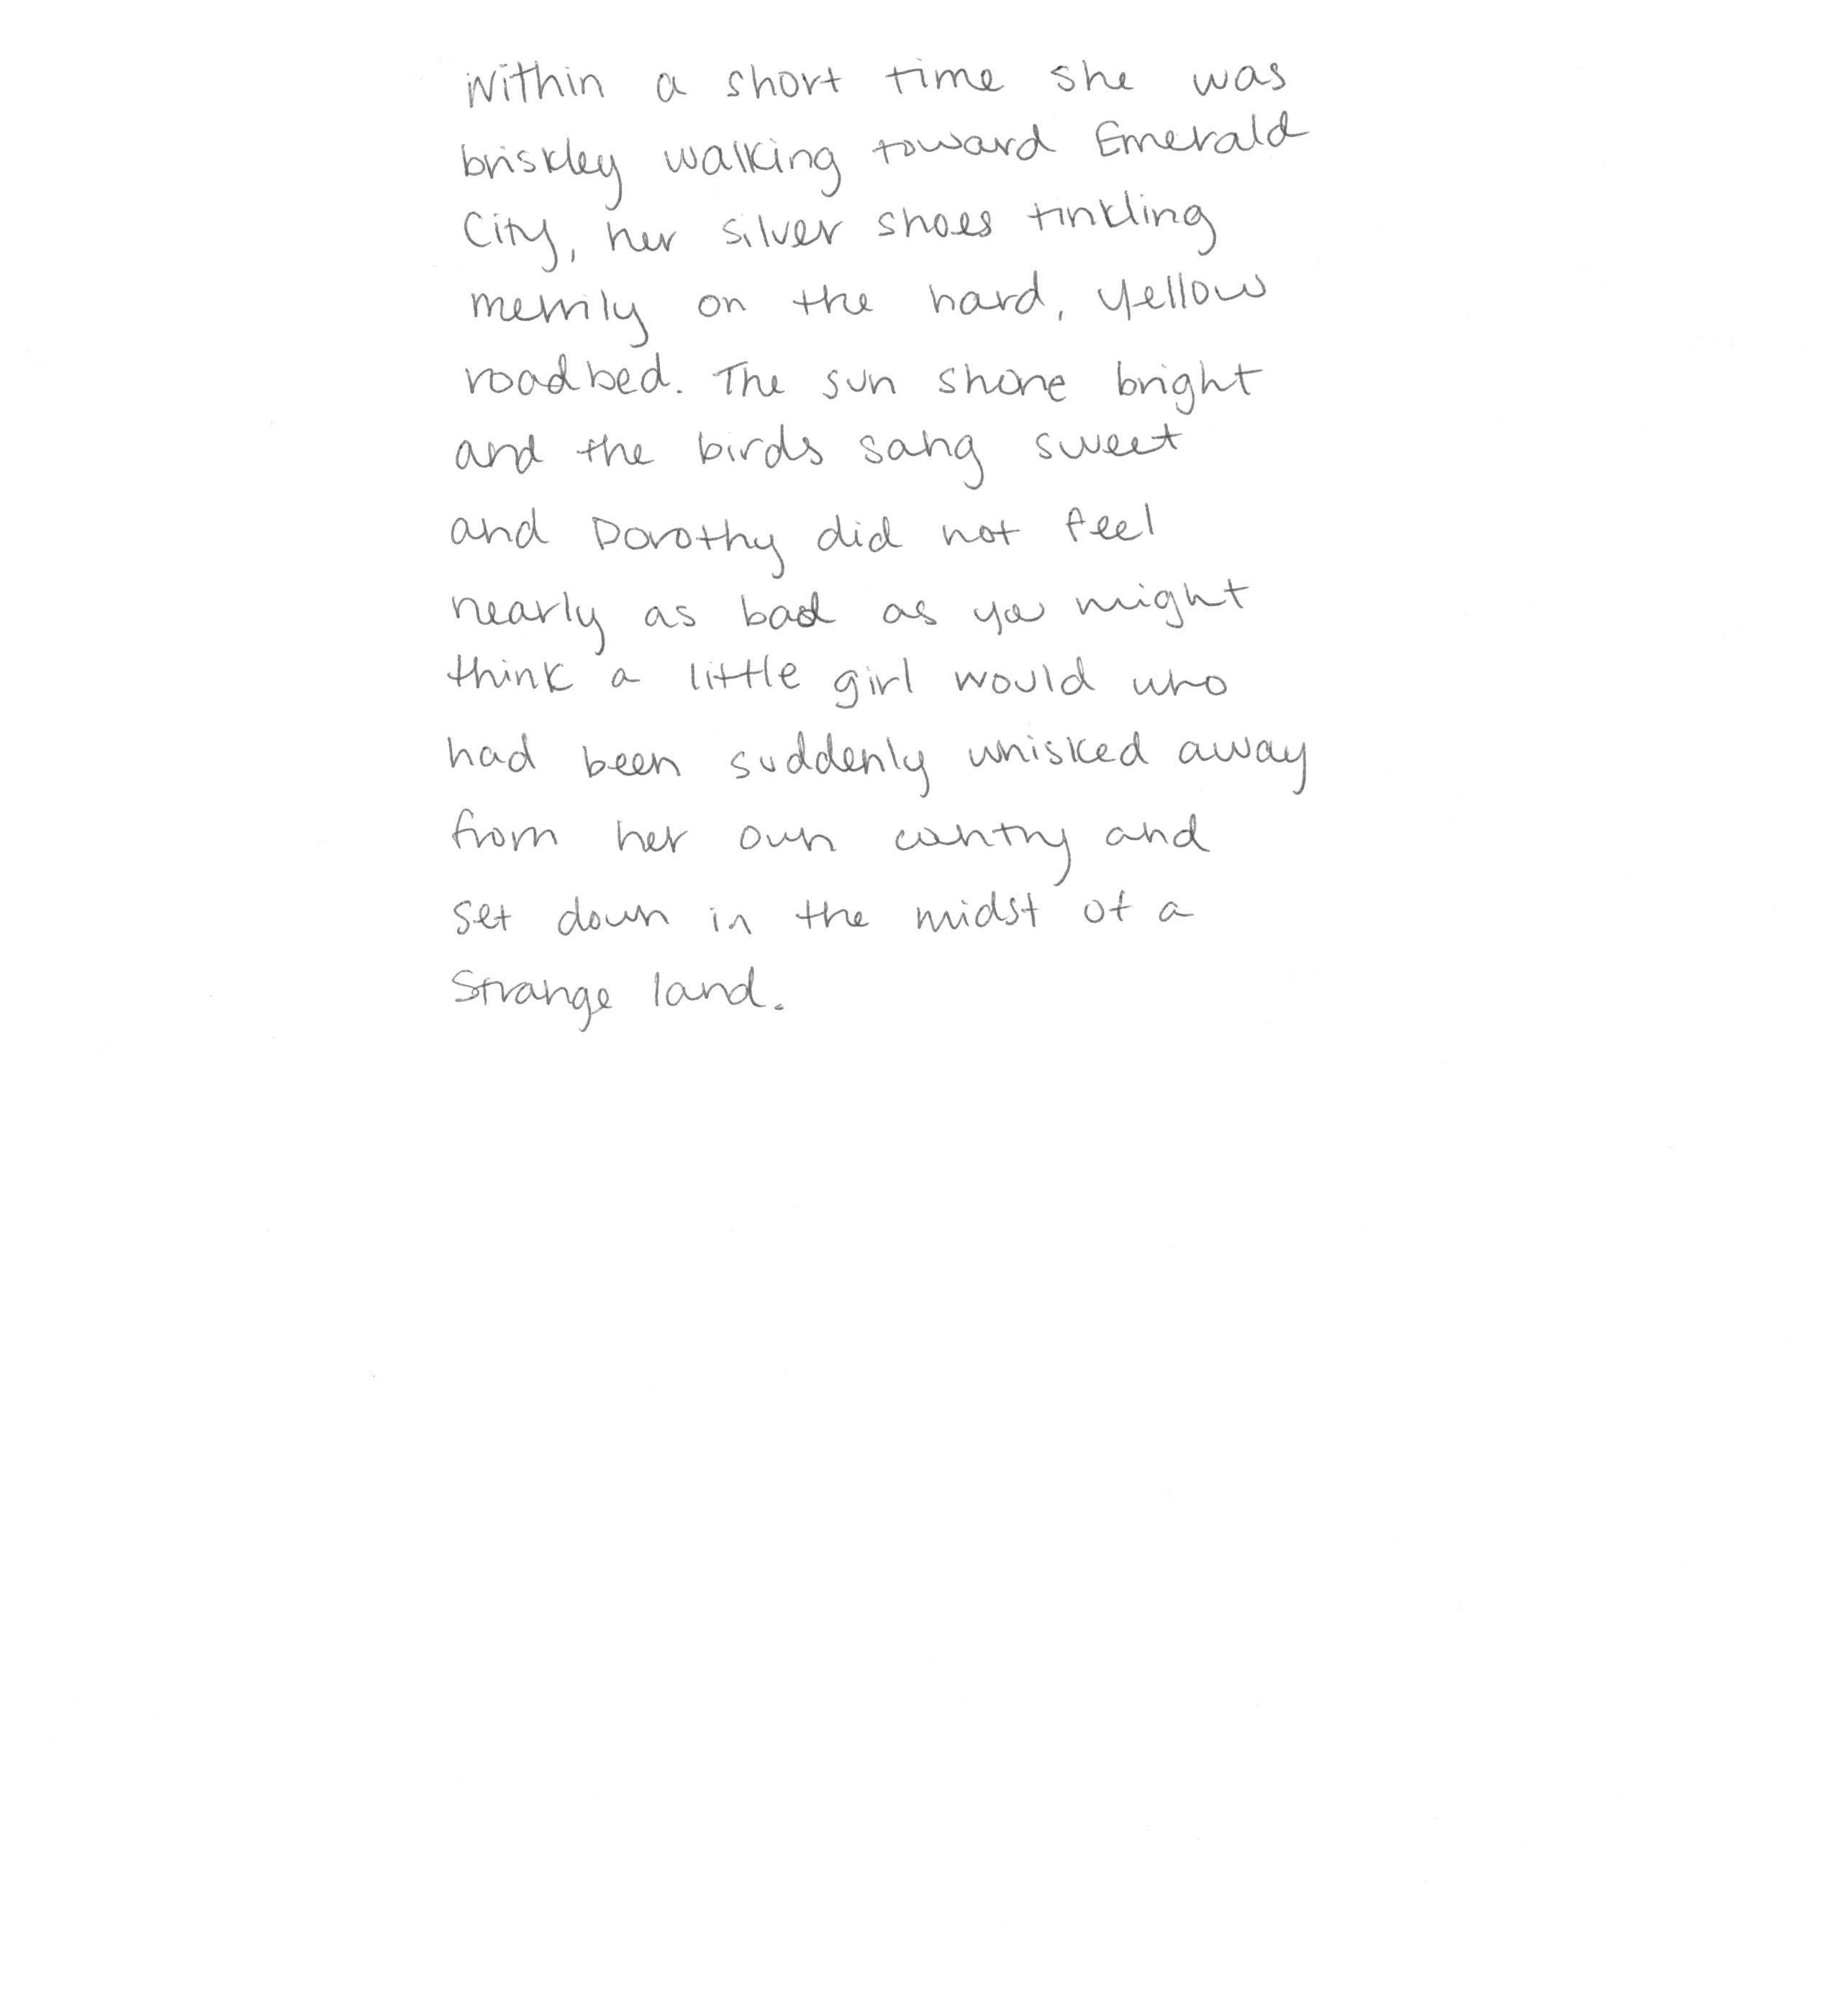 Within a short time she was
briskley walking toward Emerald
City, her silver shoes tinkling
merrily on the hard, yellow
roadbed. The sun shone bright
and the birds sang sweet
and Dorothy did not feel
nearly as bad as you might
think a little girl would who
had been suddenly whisked away
from her own country and
set down in the midst of a
strange land.